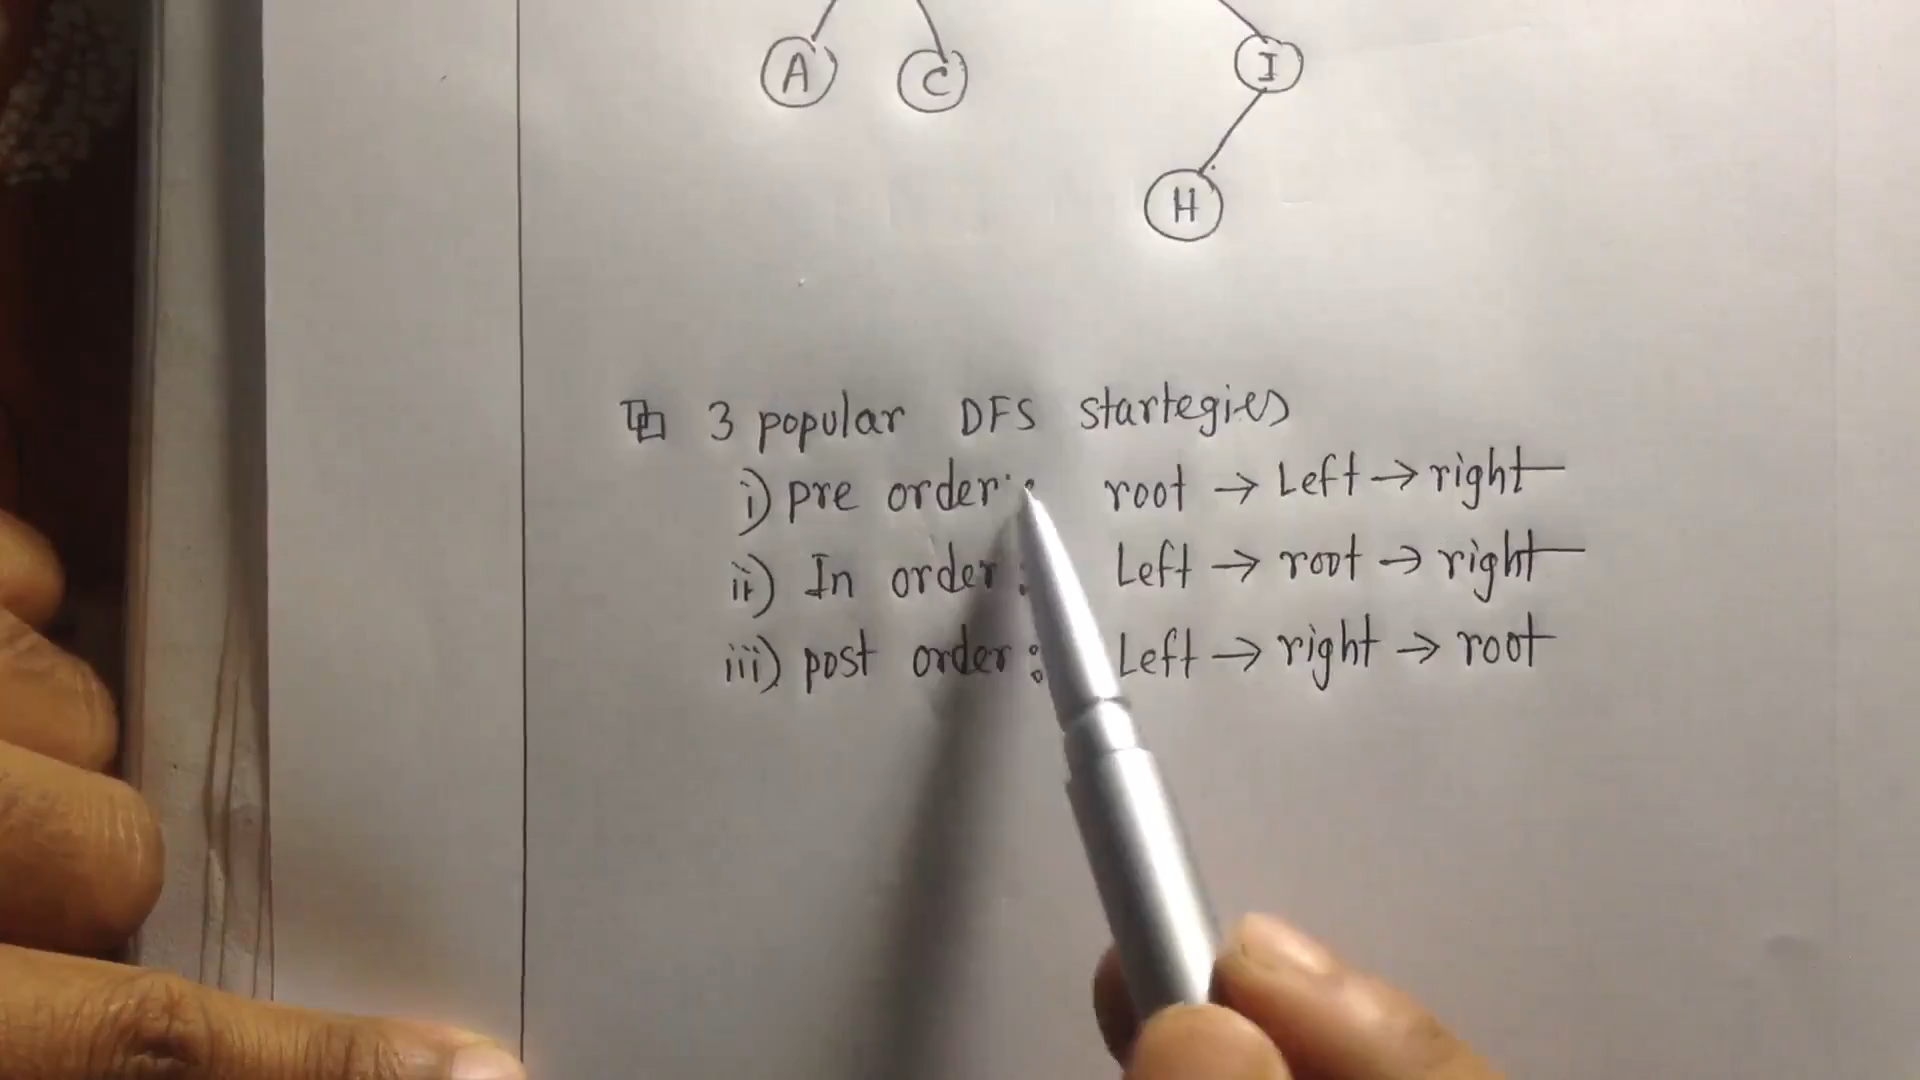 A C I
H
3 popular DFS startegies
i) pre order: root → Left → right
ii) In order: Left → root → right
iii) post order: Left → right → root